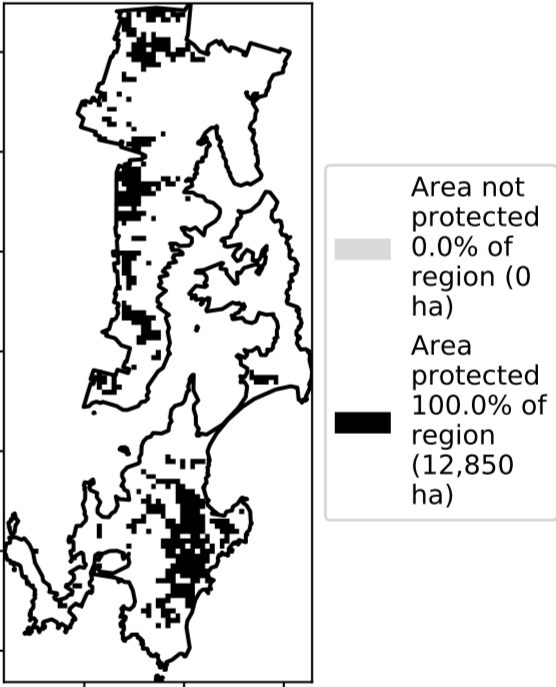 Area not
protected
0.0% of
region (0
ha)
Area
protected
100.0% of
region
(12,850
ha)